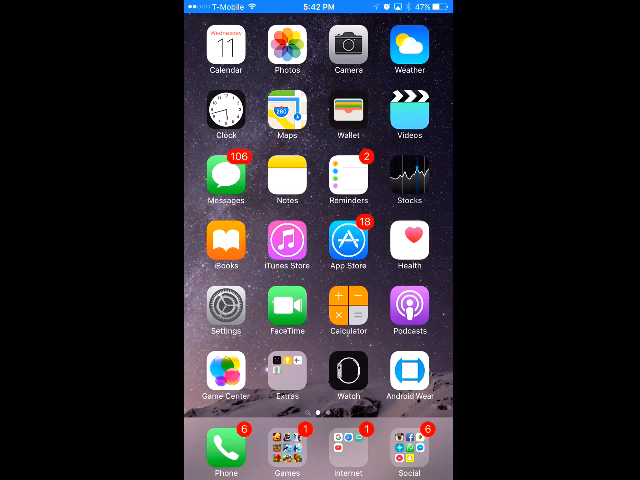 T-Mobile 5:42 PM 47%
Wednesday
11
Calendar Photos Camera Weather
280
Clock Maps Wallet Videos
106 2
Messages Notes Reminders Stocks
18
iBooks iTunes Store App Store Health
Settings FaceTime Calculator Podcasts
Game Center Extras Watch Android Wear
6 1 1 6
Phone Games Internet Social